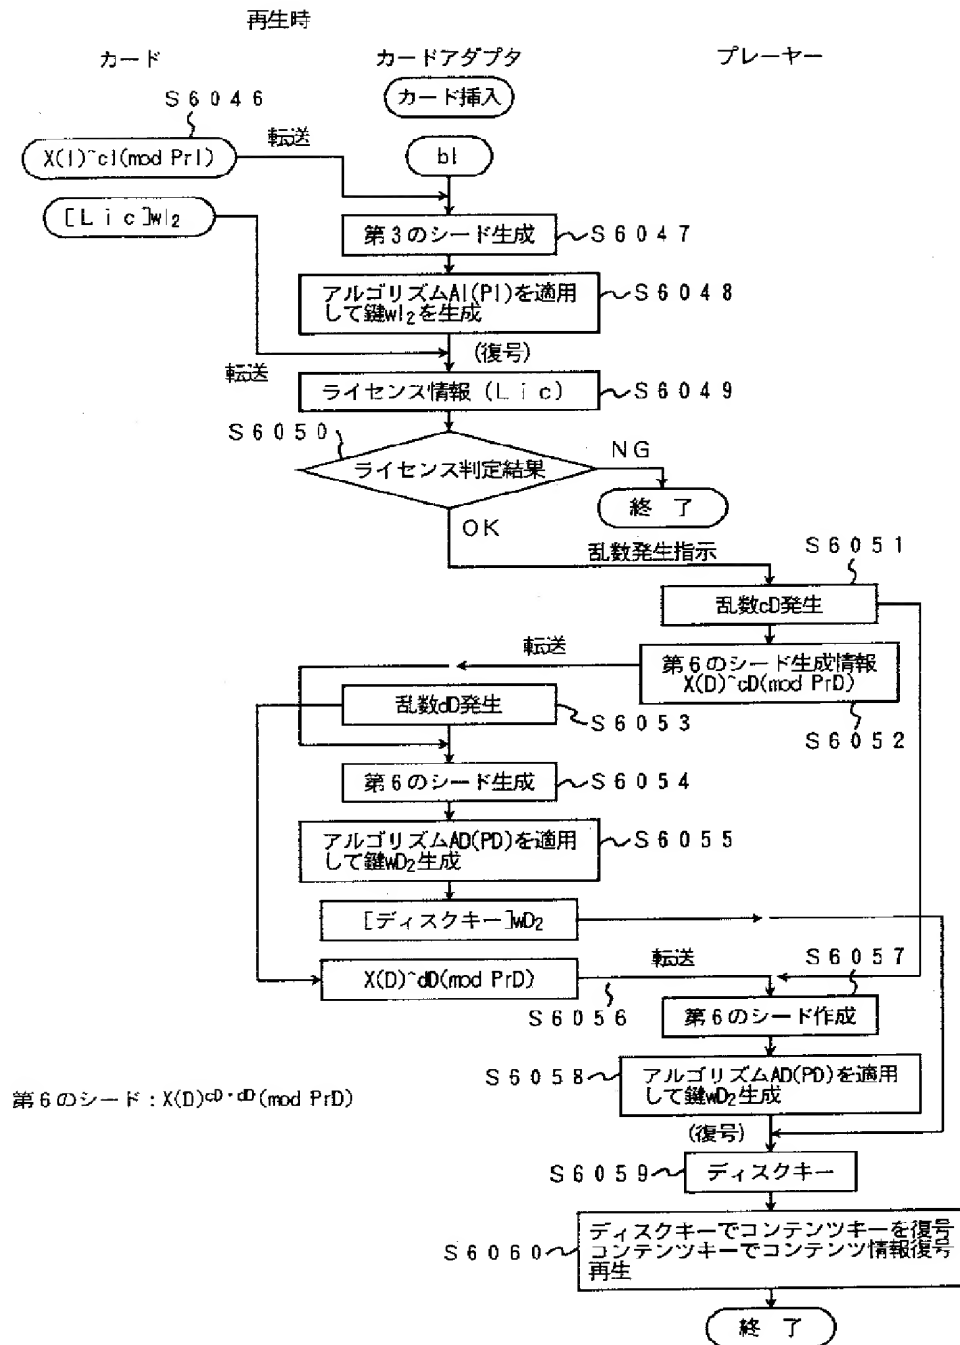 再生時
カード
カードアダプタ
プレーヤー
カード挿入
S6046
転送
X(I)^cI(mod PrI)
bI
[Lic]wI₂
第3のシード生成
S6047
アルゴリズムAI(PI)を適用
して鍵wI₂を生成
S6048
(復号)
転送
ライセンス情報(Lic)
S6049
S6050
ライセンス判定結果
NG
終了
OK
乱数発生指示
S6051
乱数cD発生
転送
第6のシード生成情報
X(D)^cD(mod PrD)
S6052
乱数dD発生
S6053
第6のシード生成
S6054
アルゴリズムAD(PD)を適用
して鍵wD₂生成
S6055
[ディスクキー]wD₂
X(D)^dD(mod PrD)
転送
S6056
S6057
第6のシード作成
S6058
アルゴリズムAD(PD)を適用
して鍵wD₂生成
第6のシード:X(D)^cD・dD(mod PrD)
(復号)
S6059
ディスクキー
S6060
ディスクキーでコンテンツキーを復号
コンテンツキーでコンテンツ情報復号
再生
終了